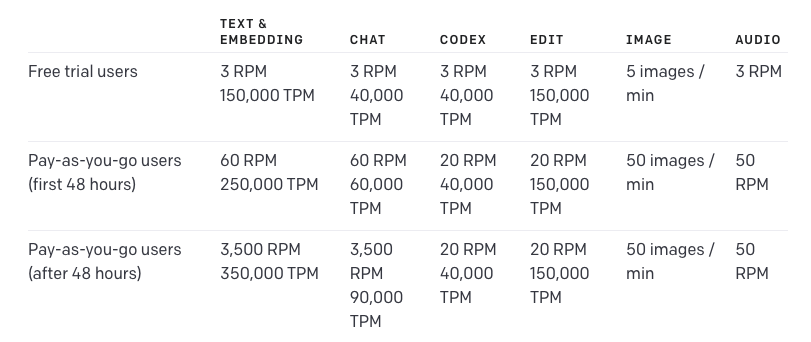 TEXT &
EMBEDDING CHAT CODEX EDIT IMAGE AUDIO
Free trial users 3 RPM 3 RPM 3 RPM 3 RPM 5 images / 3 RPM
150,000 TPM 40,000 40,000 150,000 min
TPM TPM TPM
Pay-as-you-go users 60 RPM 60 RPM 20 RPM 20 RPM 50 images / 50
(first 48 hours) 250,000 TPM 60,000 40,000 150,000 min RPM
TPM TPM TPM
Pay-as-you-go users 3,500 RPM 3,500 20 RPM 20 RPM 50 images / 50
(after 48 hours) 350,000 TPM RPM 40,000 150,000 min RPM
90,000 TPM TPM
TPM